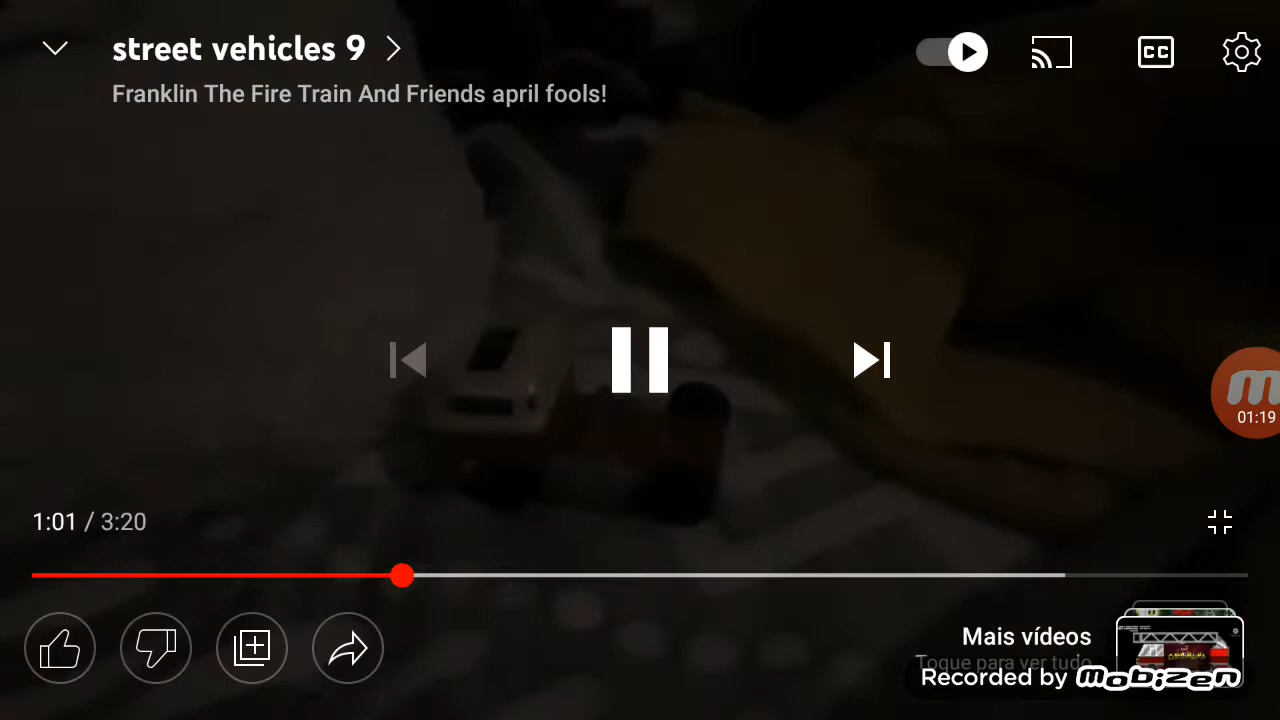 street vehicles 9
Franklin The Fire Train And Friends april fools!
CC
01:19
1:01 / 3:20
Mais vídeos
Toque para ver tudo
Recorded by mobizen